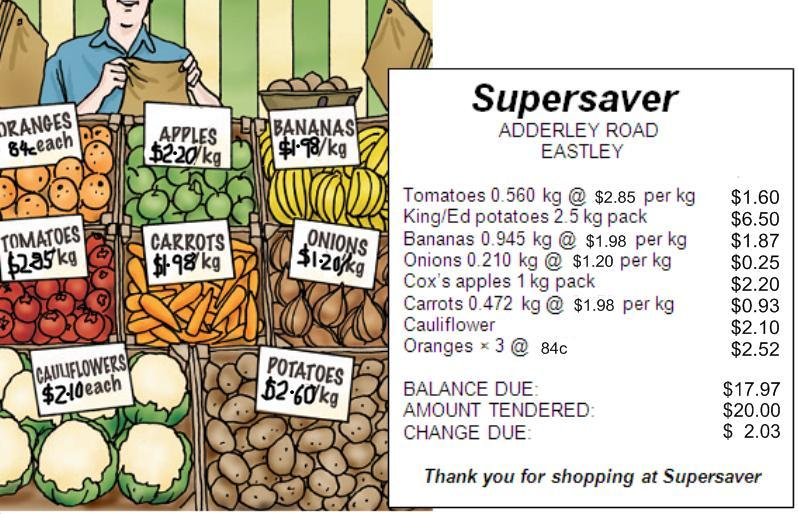 ORANGES
84c each
APPLES
$2.20/kg
BANANAS
$1.98/kg
TOMATOES
$2.85/kg
CARROTS
$1.98/kg
ONIONS
$1.20/kg
CAULIFLOWERS
$2.10 each
POTATOES
$2.60/kg
Supersaver
ADDERLEY ROAD
EASTLEY
Tomatoes 0.560 kg @ $2.85 per kg $1.60
King/Ed potatoes 2.5 kg pack $6.50
Bananas 0.945 kg @ $1.98 per kg $1.87
Onions 0.210 kg @ $1.20 per kg $0.25
Cox's apples 1 kg pack $2.20
Carrots 0.472 kg @ $1.98 per kg $0.93
Cauliflower $2.10
Oranges × 3 @ 84c $2.52
BALANCE DUE: $17.97
AMOUNT TENDERED: $20.00
CHANGE DUE: $ 2.03
Thank you for shopping at Supersaver